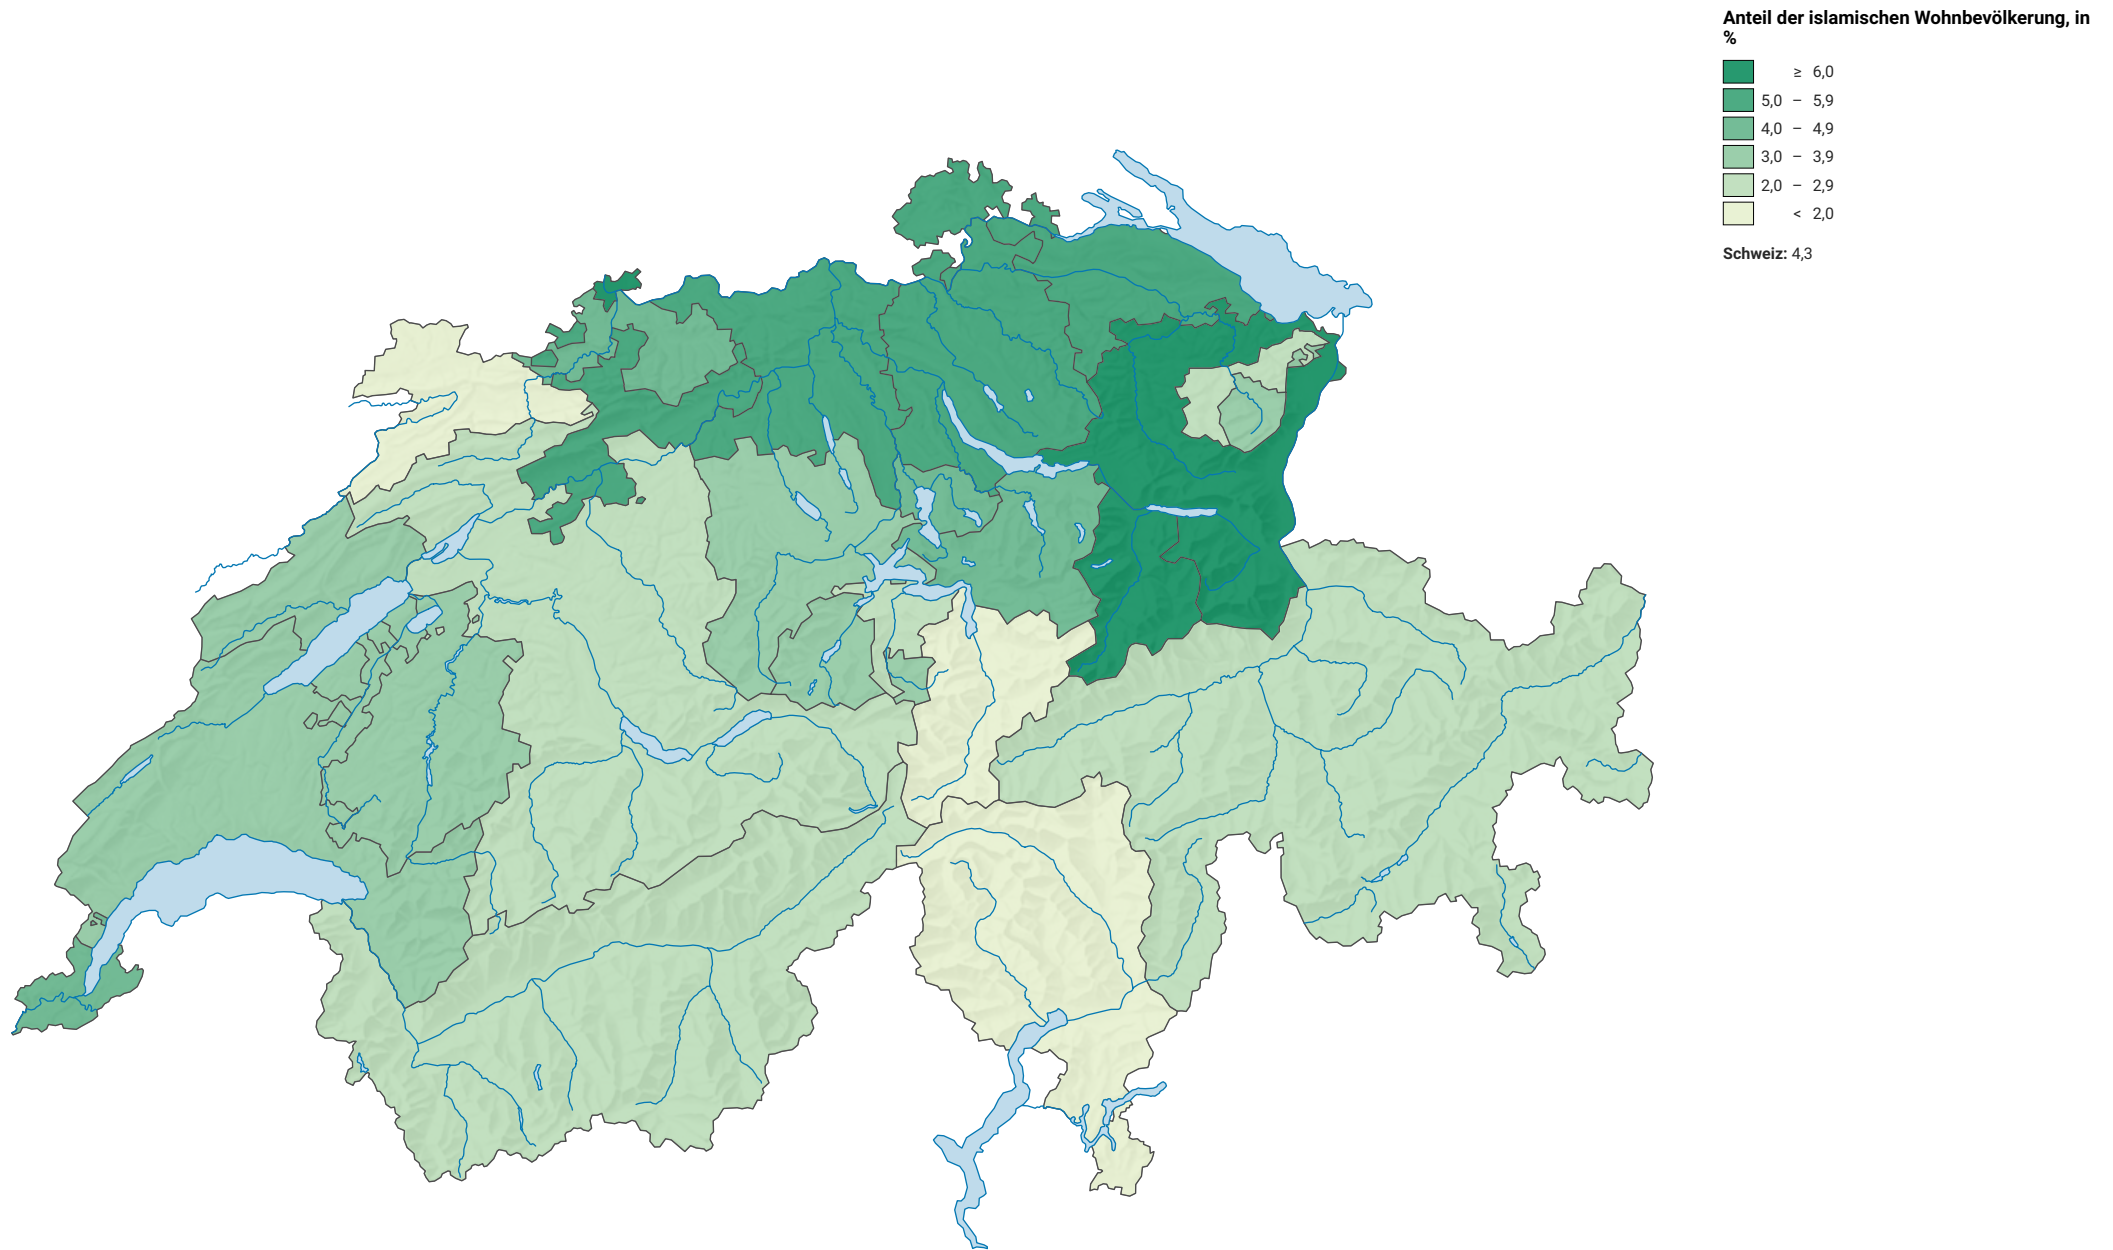 Anteil der islamischen Wohnbevölkerung, in
%
≥ 6,0
5,0 – 5,9
4,0 – 4,9
3,0 – 3,9
2,0 – 2,9
< 2,0
Schweiz: 4,3